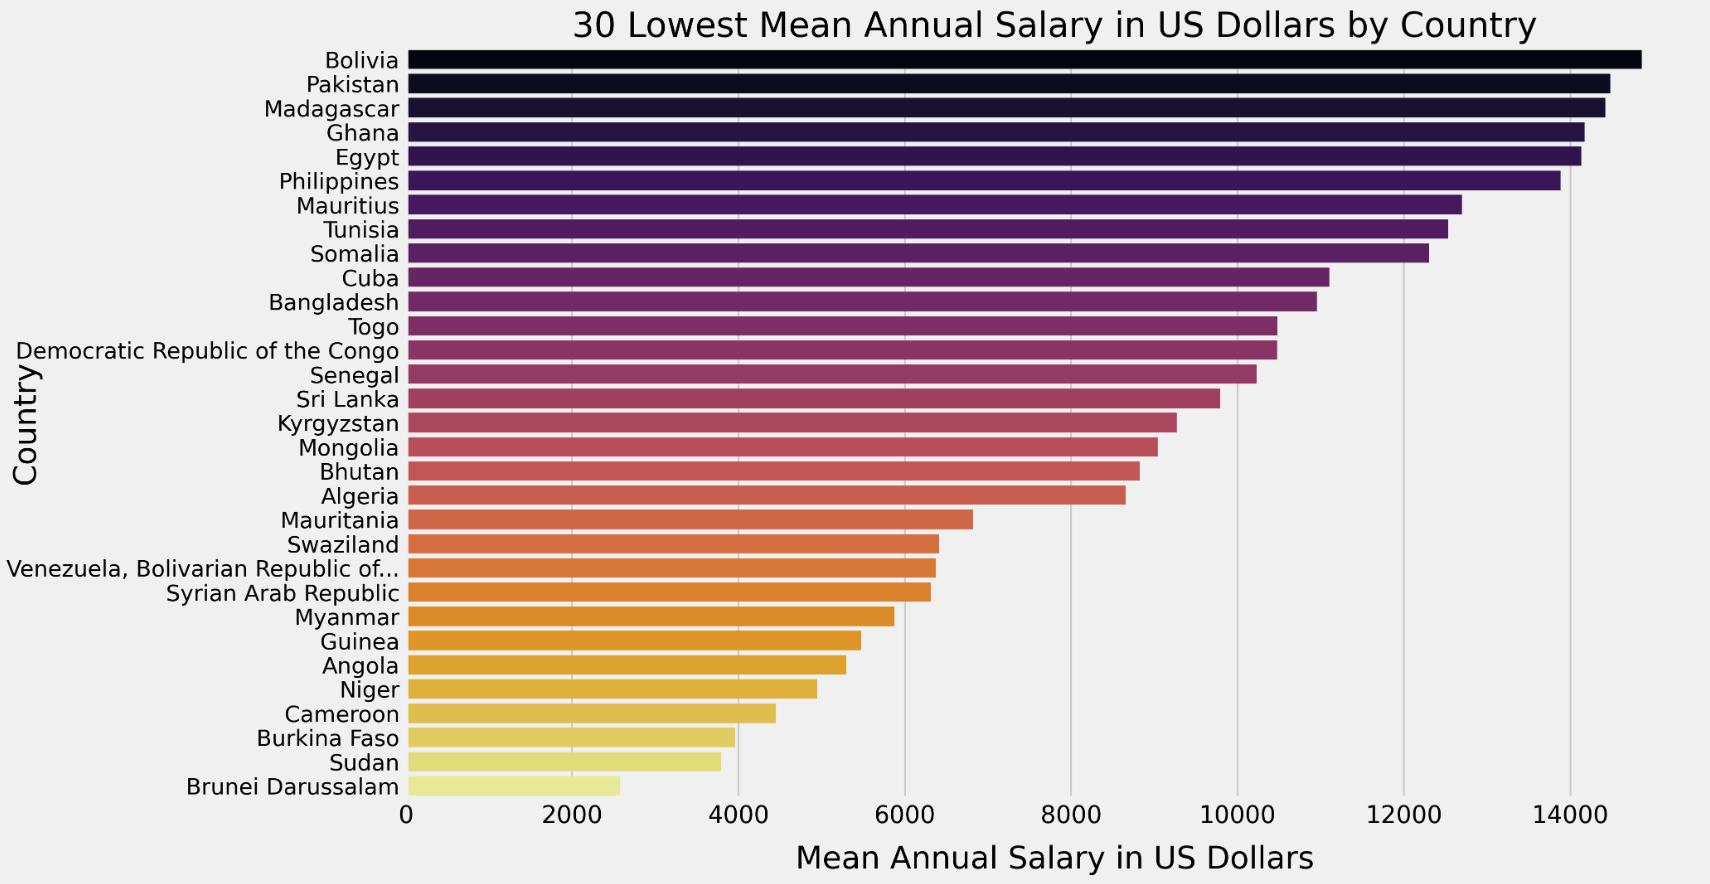 30 Lowest Mean Annual Salary in US Dollars by Country
Bolivia
Pakistan
Madagascar
Ghana
Egypt
Philippines
Mauritius
Tunisia
Somalia
Cuba
Bangladesh
Togo
Democratic Republic of the Congo
Senegal
Sri Lanka
Kyrgyzstan
Mongolia
Bhutan
Algeria
Mauritania
Swaziland
Venezuela, Bolivarian Republic of...
Syrian Arab Republic
Myanmar
Guinea
Angola
Niger
Cameroon
Burkina Faso
Sudan
Brunei Darussalam
Country
0 2000 4000 6000 8000 10000 12000 14000
Mean Annual Salary in US Dollars